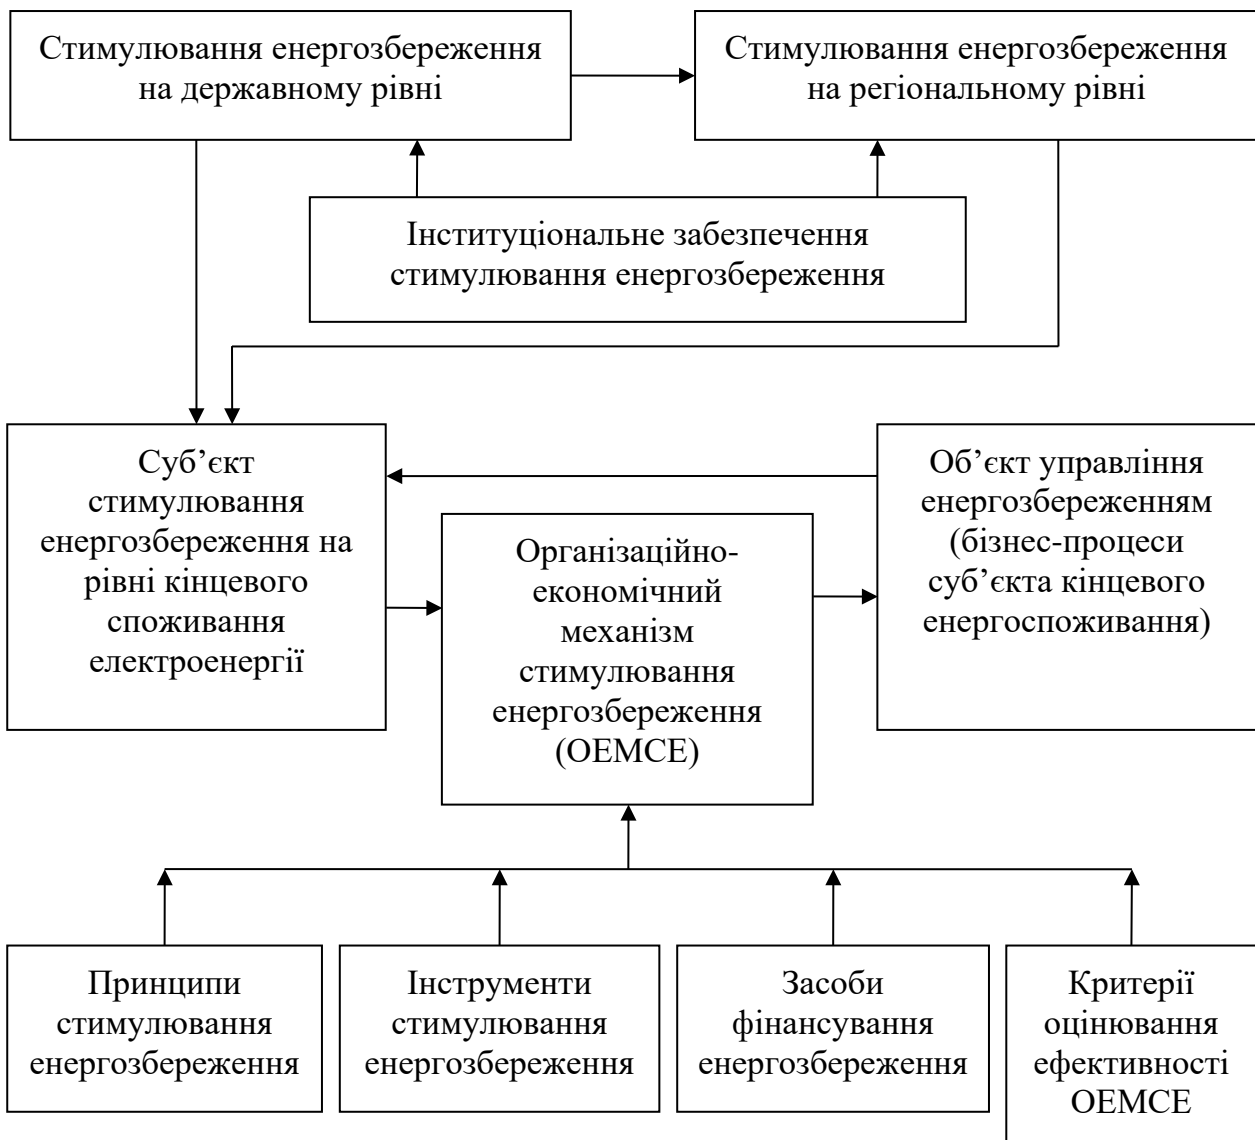 Стимулювання енергозбереження
на державному рівні
Стимулювання енергозбереження
на регіональному рівні
Інституціональне забезпечення
стимулювання енергозбереження
Суб’єкт
стимулювання
енергозбереження на
рівні кінцевого
споживання
електроенергії
Організаційно-
економічний
механізм
стимулювання
енергозбереження
(ОЕМСЕ)
Об’єкт управління
енергозбереженням
(бізнес-процеси
суб’єкта кінцевого
енергоспоживання)
Принципи
стимулювання
енергозбереження
Інструменти
стимулювання
енергозбереження
Засоби
фінансування
енергозбереження
Критерії
оцінювання
ефективності
ОЕМСЕ